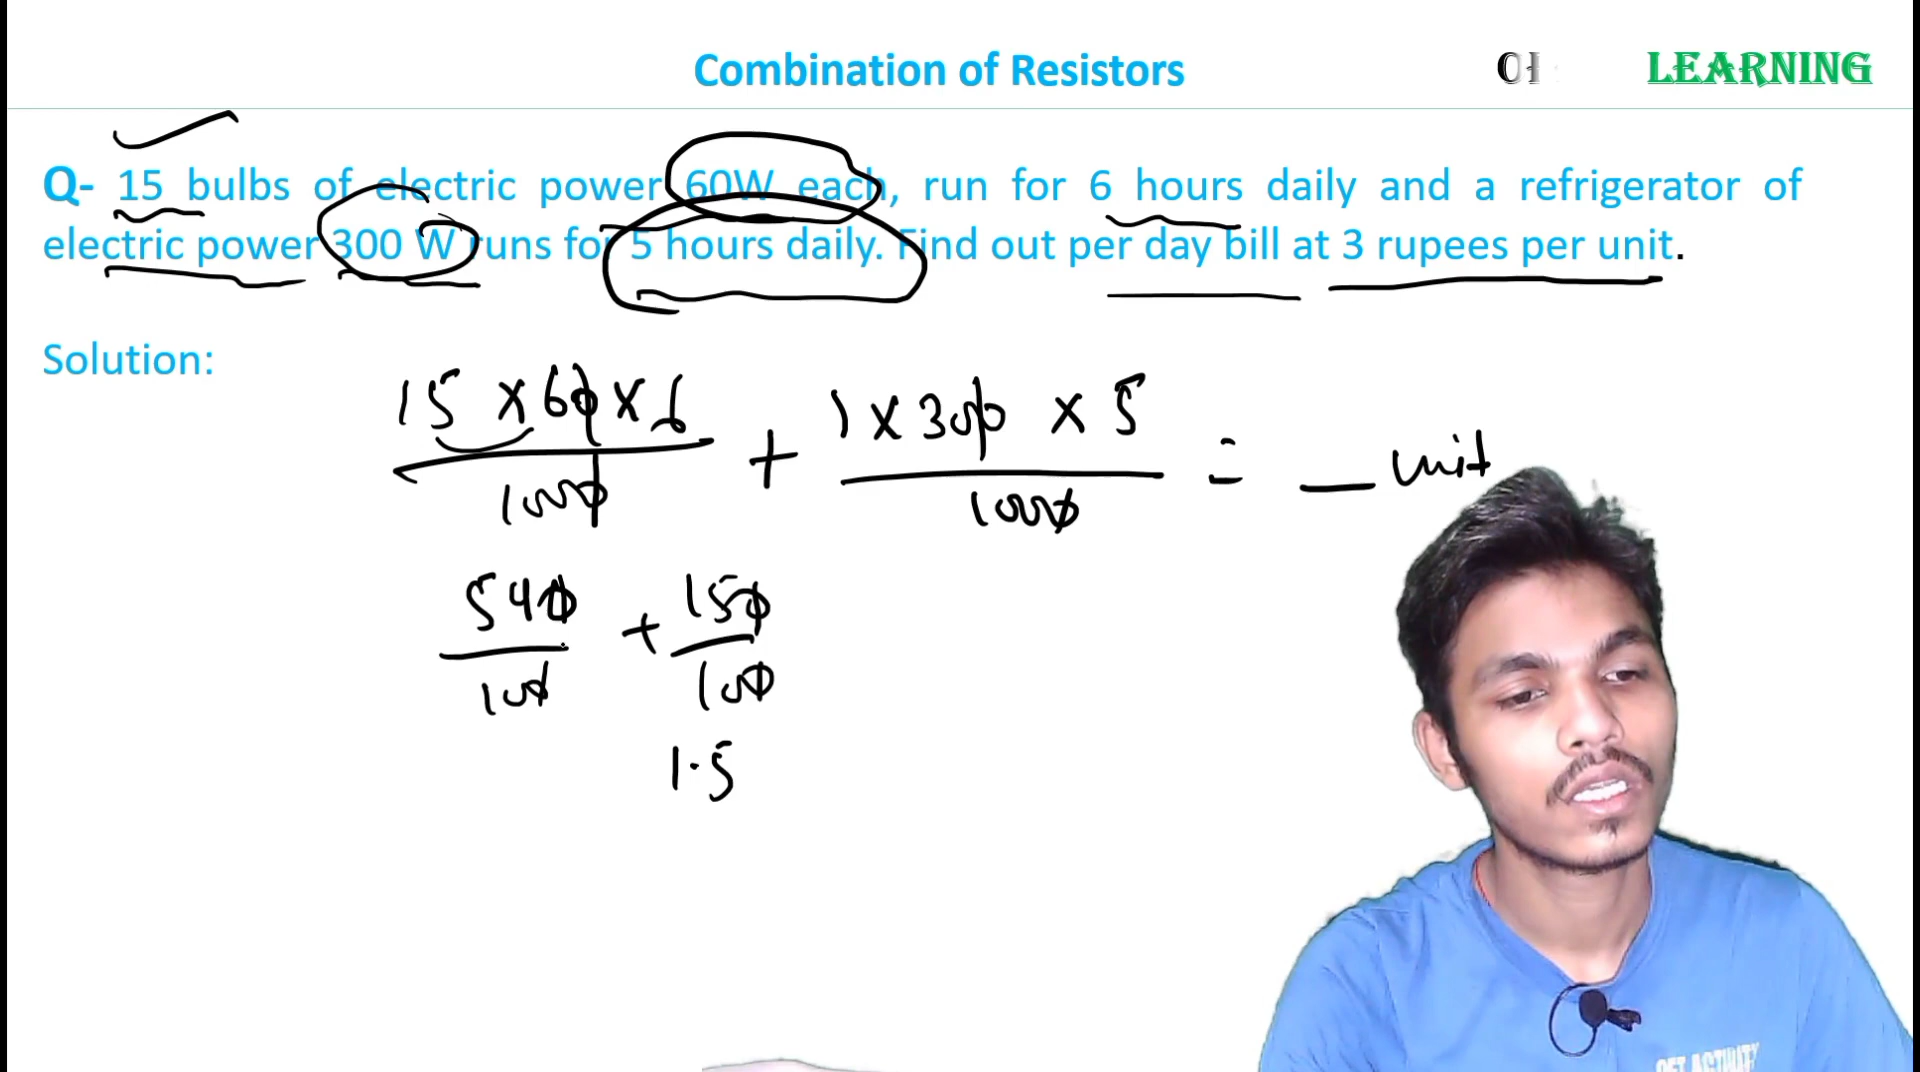 Combination of Resistors
LEARNING
Q- 15 bulbs of electric power 60W each, run for 6 hours daily and a refrigerator of
electric power 300 W runs for 5 hours daily. Find out per day bill at 3 rupees per unit.
Solution:
15 × 60 × 6 / 1000 + 1 × 300 × 5 / 1000 = __ unit
540 / 100 + 150 / 100
1.5